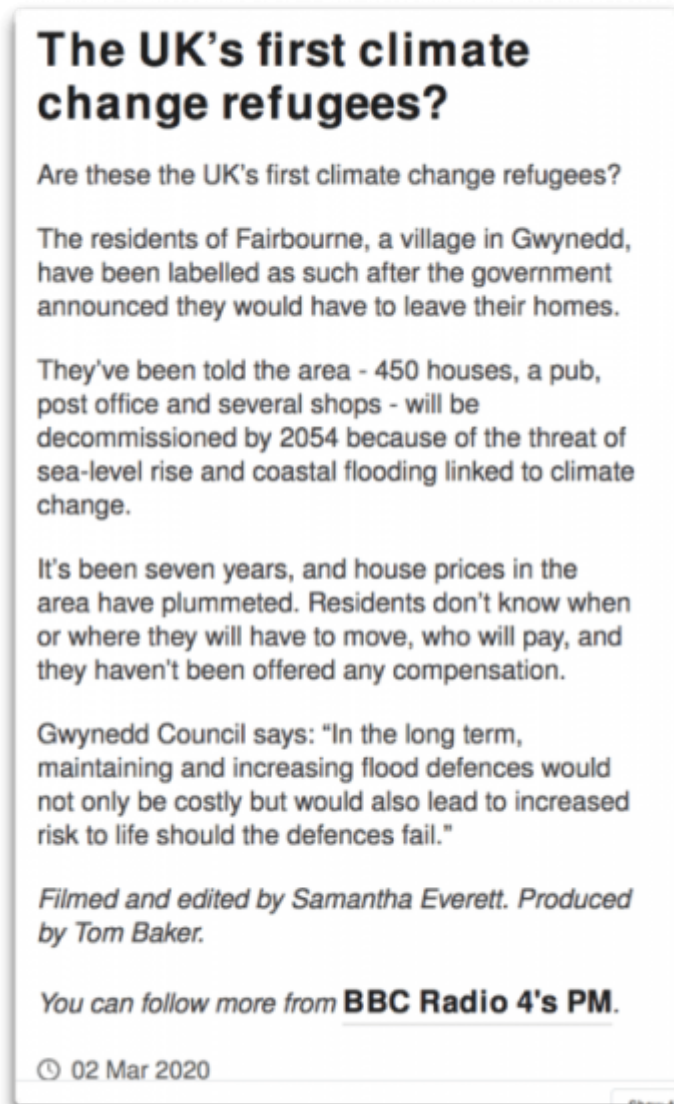 The UK’s first climate
change refugees?
Are these the UK's first climate change refugees?
The residents of Fairbourne, a village in Gwynedd,
have been labelled as such after the government
announced they would have to leave their homes.
They've been told the area - 450 houses, a pub,
post office and several shops - will be
decommissioned by 2054 because of the threat of
sea-level rise and coastal flooding linked to climate
change.
It's been seven years, and house prices in the
area have plummeted. Residents don't know when
or where they will have to move, who will pay, and
they haven't been offered any compensation.
Gwynedd Council says: “In the long term,
maintaining and increasing flood defences would
not only be costly but would also lead to increased
risk to life should the defences fail.”
Filmed and edited by Samantha Everett. Produced
by Tom Baker.
You can follow more from BBC Radio 4's PM.
02 Mar 2020